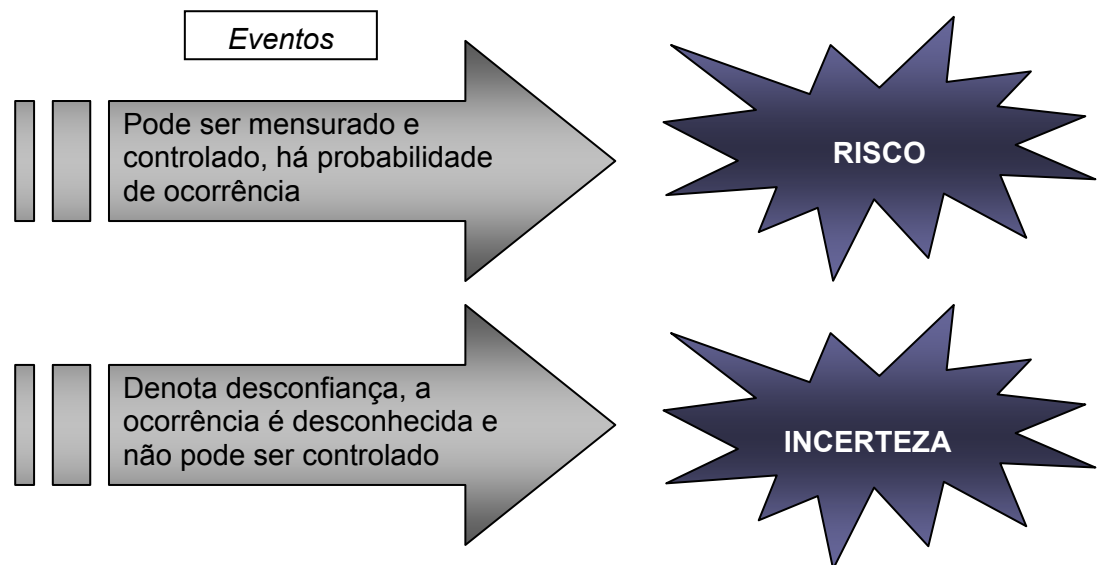 Eventos
Pode ser mensurado e
controlado, há probabilidade
de ocorrência
RISCO
Denota desconfiança, a
ocorrência é desconhecida e
não pode ser controlado
INCERTEZA